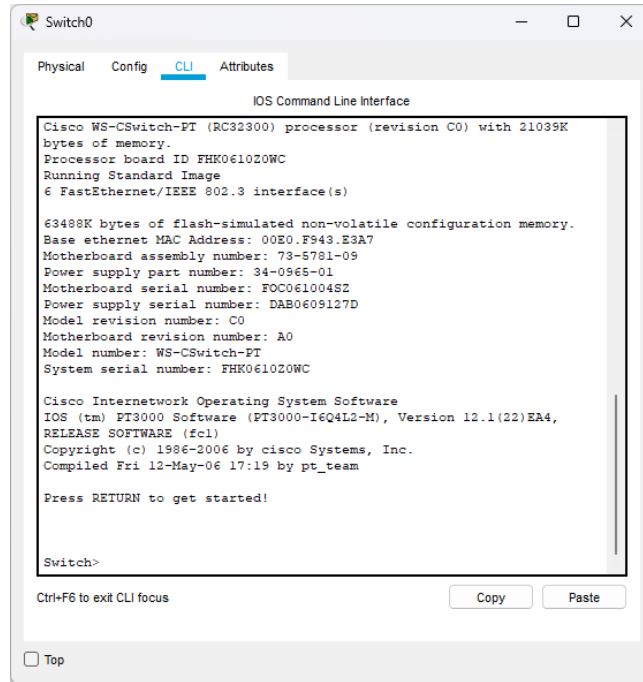 Switch0
Physical Config CLI Attributes
IOS Command Line Interface
Cisco WS-CSwitch-PT (RC32300) processor (revision C0) with 21039K
bytes of memory.
Processor board ID FHK0610Z0WC
Running Standard Image
6 FastEthernet/IEEE 802.3 interface(s)
63488K bytes of flash-simulated non-volatile configuration memory.
Base ethernet MAC Address: 00E0.F943.E3A7
Motherboard assembly number: 73-5781-09
Power supply part number: 34-0965-01
Motherboard serial number: FOC061004SZ
Power supply serial number: DAB0609127D
Model revision number: C0
Motherboard revision number: A0
Model number: WS-CSwitch-PT
System serial number: FHK0610Z0WC
Cisco Internetwork Operating System Software
IOS (tm) PT3000 Software (PT3000-I6Q4L2-M), Version 12.1(22)EA4,
RELEASE SOFTWARE (fc1)
Copyright (c) 1986-2006 by cisco Systems, Inc.
Compiled Fri 12-May-06 17:19 by pt_team
Press RETURN to get started!
Switch>
Ctrl+F6 to exit CLI focus
Copy Paste
Top